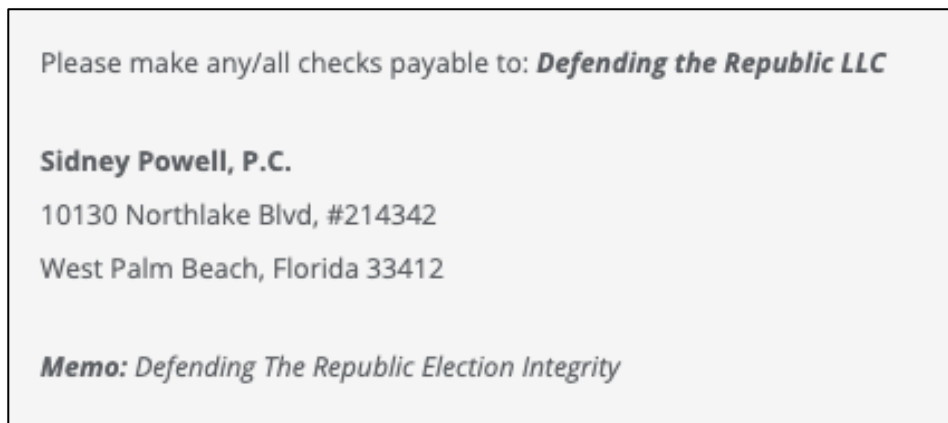 Please make any/all checks payable to: Defending the Republic LLC
Sidney Powell, P.C.
10130 Northlake Blvd, #214342
West Palm Beach, Florida 33412
Memo: Defending The Republic Election Integrity